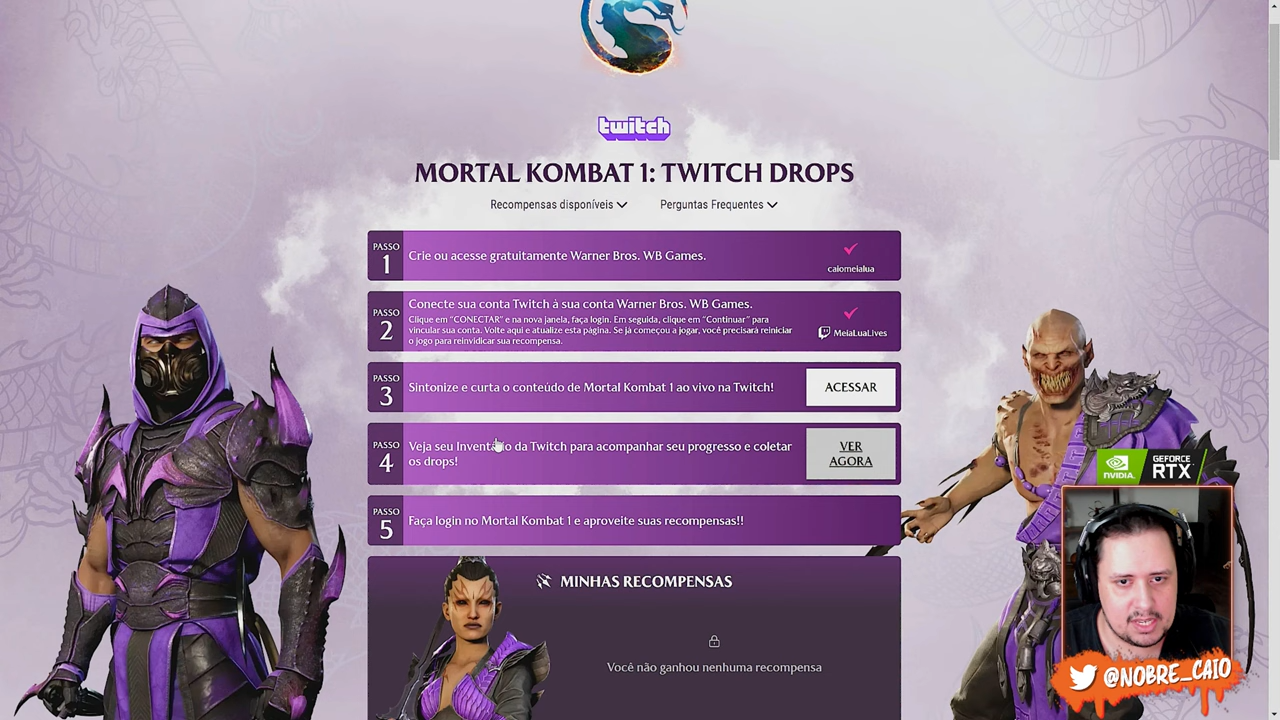 twitch
MORTAL KOMBAT 1: TWITCH DROPS
Recompensas disponíveis
Perguntas Frequentes
PASSO
1
Crie ou acesse gratuitamente Warner Bros. WB Games.
caiomeialua
PASSO
2
Conecte sua conta Twitch à sua conta Warner Bros. WB Games.
Clique em "CONECTAR" e na nova janela, faça login. Em seguida, clique em "Continuar" para
vincular sua conta. Volte aqui e atualize esta página. Se já começou a jogar, você precisará reiniciar
o jogo para reinvidicar sua recompensa.
MeiaLuaLives
PASSO
3
Sintonize e curta o conteúdo de Mortal Kombat 1 ao vivo na Twitch!
ACESSAR
PASSO
4
Veja seu Inventário da Twitch para acompanhar seu progresso e coletar
os drops!
VER
AGORA
PASSO
5
Faça login no Mortal Kombat 1 e aproveite suas recompensas!!
MINHAS RECOMPENSAS
Você não ganhou nenhuma recompensa
NVIDIA.
GEFORCE
RTX
@NOBRE_CAIO